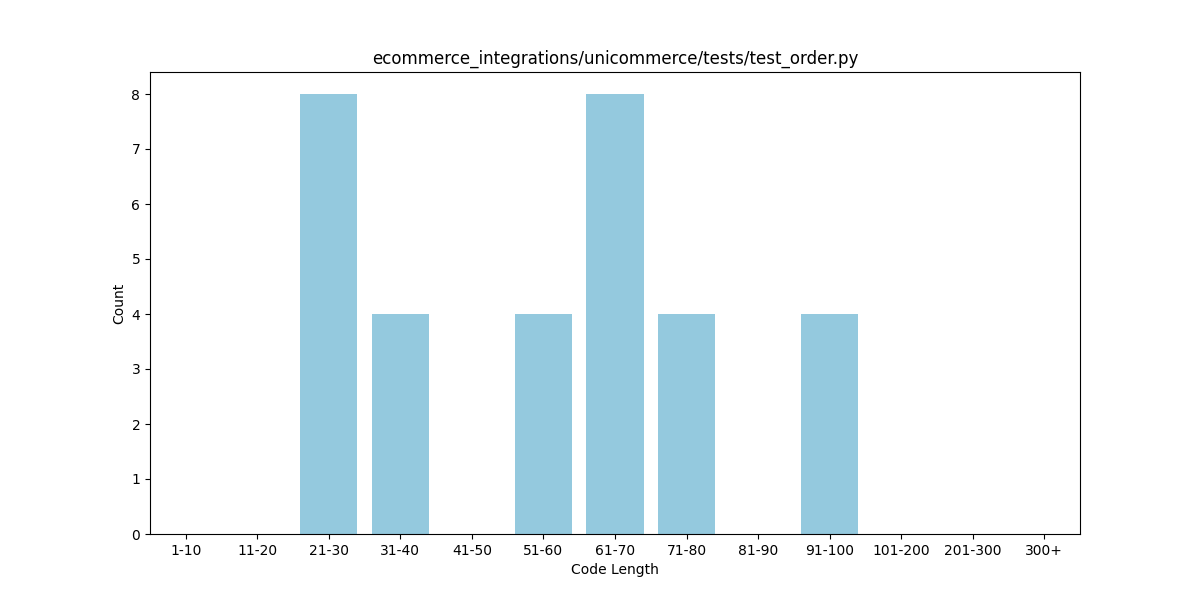 ecommerce_integrations/unicommerce/tests/test_order.py
8
7
6
5
4
3
2
1
0
Count
1-10 11-20 21-30 31-40 41-50 51-60 61-70 71-80 81-90 91-100 101-200 201-300 300+
Code Length